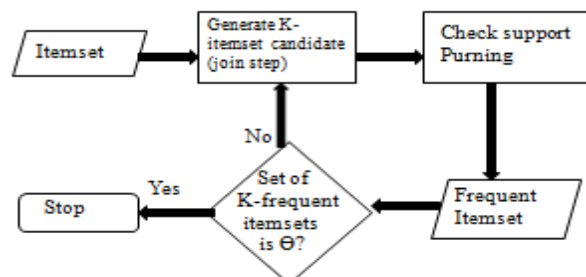 Itemset
Generate K-
itemset candidate
(join step)
Check support
Purning
No
Yes
Set of
K-frequent
itemsets
is Ө?
Stop
Frequent
Itemset